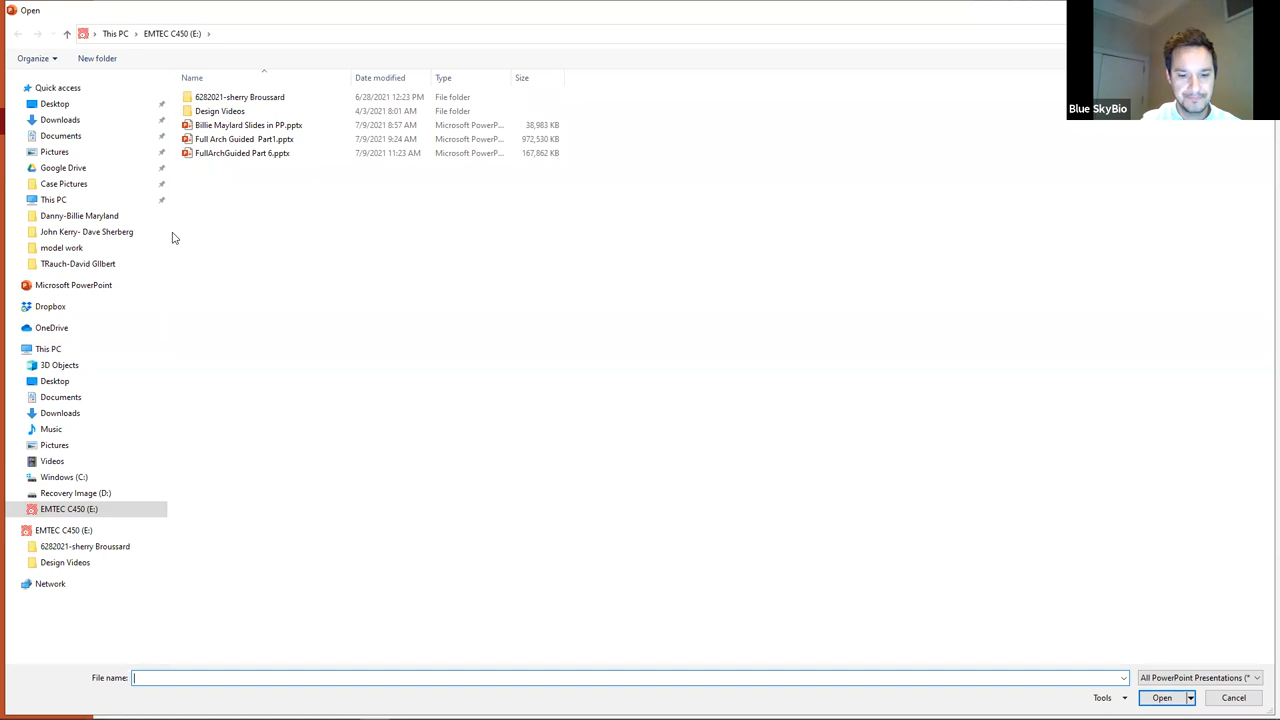 Open
This PC > EMTEC C450 (E:) >
Organize New folder
Name Date modified Type Size
6282021-sherry Broussard 6/28/2021 12:23 PM File folder
Design Videos 4/3/2021 8:01 AM File folder
Billie Maylard Slides in PP.pptx 7/9/2021 8:57 AM Microsoft PowerP... 38,983 KB
Full Arch Guided Part1.pptx 7/9/2021 9:24 AM Microsoft PowerP... 972,530 KB
FullArchGuided Part 6.pptx 7/9/2021 11:23 AM Microsoft PowerP... 167,862 KB
Quick access
Desktop
Downloads
Documents
Pictures
Google Drive
Case Pictures
This PC
Danny-Billie Maryland
John Kerry- Dave Sherberg
model work
TRauch-David GIlbert
Microsoft PowerPoint
Dropbox
OneDrive
This PC
3D Objects
Desktop
Documents
Downloads
Music
Pictures
Videos
Windows (C:)
Recovery Image (D:)
EMTEC C450 (E:)
EMTEC C450 (E:)
6282021-sherry Broussard
Design Videos
Network
Blue SkyBio
File name: All PowerPoint Presentations (*
Tools Open Cancel